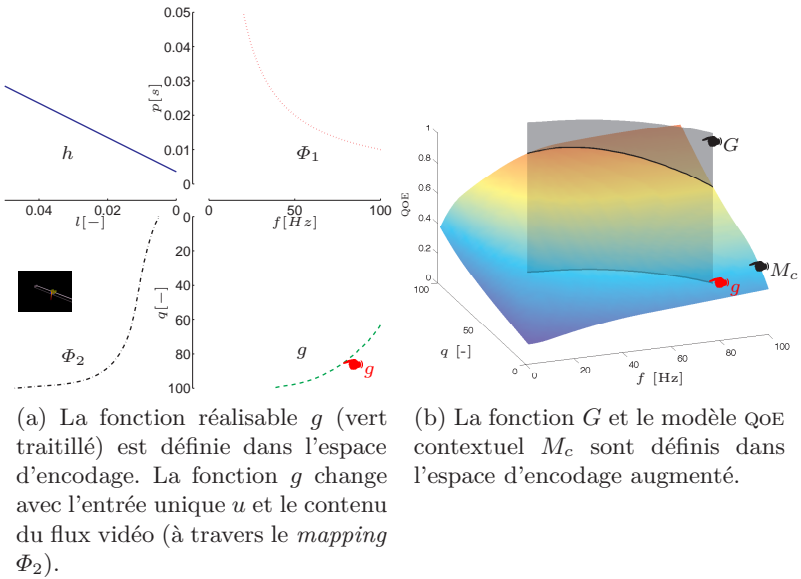 0.05
0.04
0.03
0.02
0.01
0
p[s]
h
Φ1
0.04 0.02 0
l[−]
0 50 100
f[Hz]
0
20
40
60
80
100
q[−]
Φ2
g
g
1
0.8
0.6
0.4
0.2
0
QoE
G
Mc
g
100
50
0
q [-]
0 20 40 60 80 100
f [Hz]
(a) La fonction réalisable g (vert
traitillé) est définie dans l'espace
d'encodage. La fonction g change
avec l'entrée unique u et le contenu
du flux vidéo (à travers le mapping
Φ2).
(b) La fonction G et le modèle QoE
contextuel Mc sont définis dans
l'espace d'encodage augmenté.